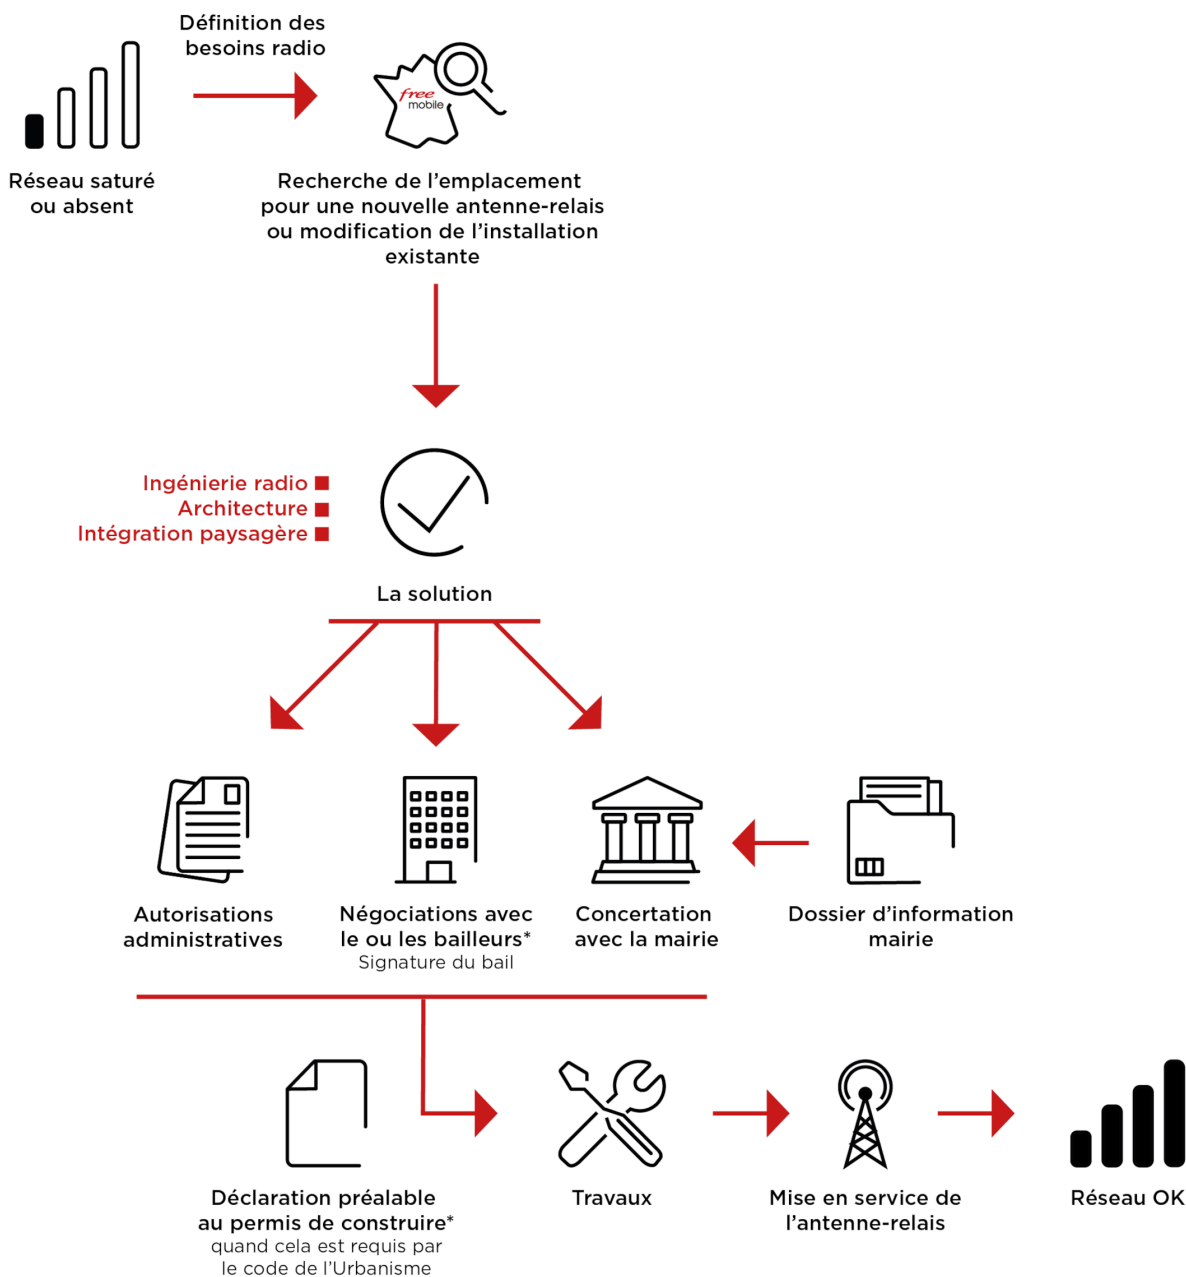 Définition des
besoins radio
free
mobile
Réseau saturé
ou absent
Recherche de l'emplacement
pour une nouvelle antenne-relais
ou modification de l'installation
existante
Ingénierie radio
Architecture
Intégration paysagère
La solution
Autorisations
administratives
Négociations avec
le ou les bailleurs*
Signature du bail
Concertation
avec la mairie
Dossier d'information
mairie
Déclaration préalable
au permis de construire*
quand cela est requis par
le code de l'Urbanisme
Travaux
Mise en service de
l'antenne-relais
Réseau OK